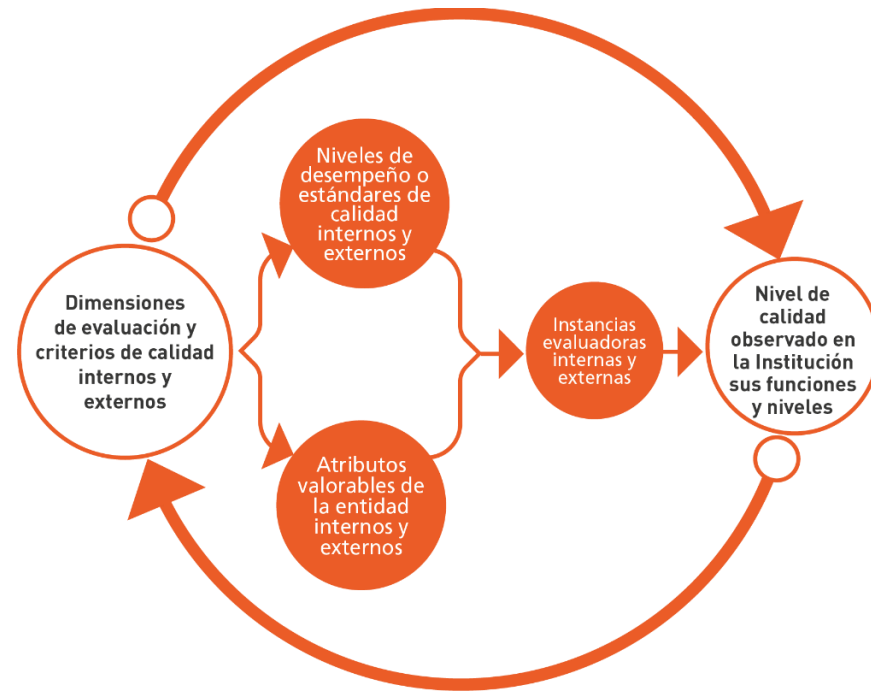 Niveles de
desempeño o
estándares de
calidad
internos y
externos
Dimensiones
de evaluación y
criterios de calidad
internos y
externos
Instancias
evaluadoras
internas y
externas
Nivel de
calidad
observado en
la Institución
sus funciones
y niveles
Atributos
valorables de
la entidad
internos y
externos